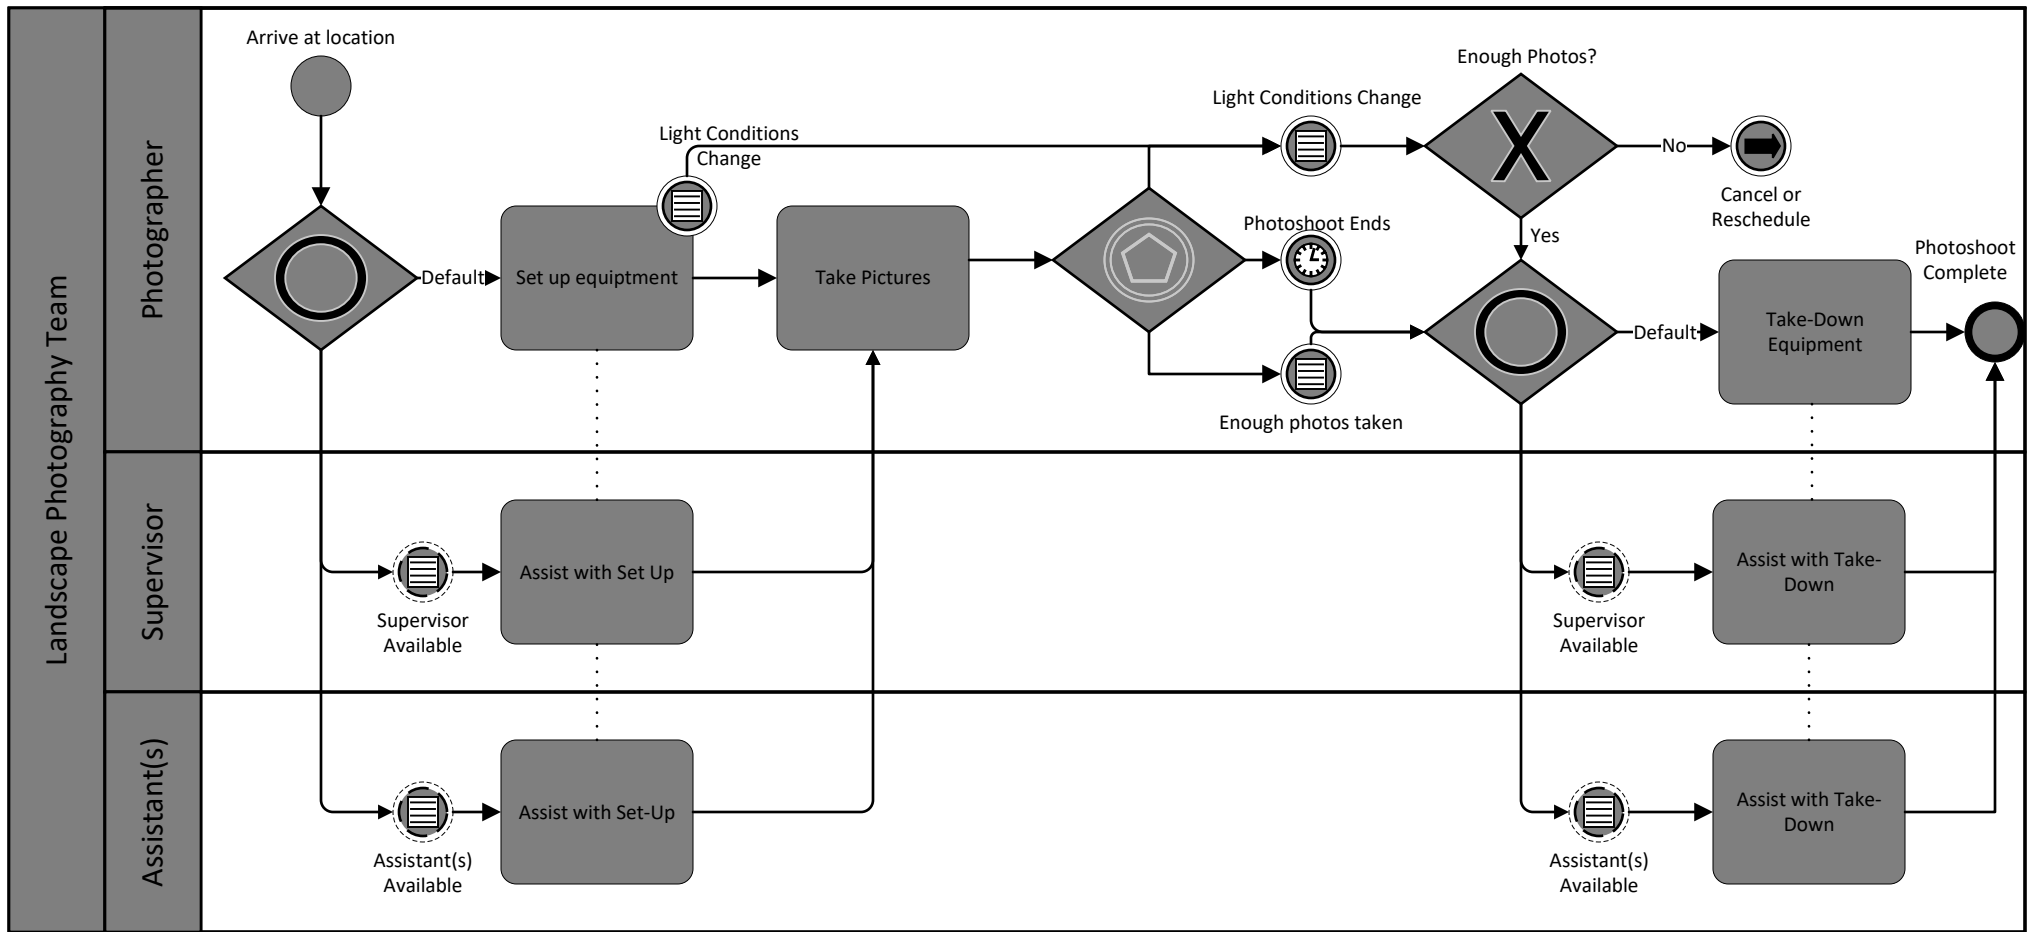 Landscape Photography Team
Photographer
Arrive at location
Default
Set up equiptment
Light Conditions
Change
Take Pictures
Light Conditions Change
Photoshoot Ends
Enough photos taken
Enough Photos?
No
Cancel or
Reschedule
Yes
Default
Take-Down
Equipment
Photoshoot
Complete
Supervisor
Supervisor
Available
Assist with Set Up
Supervisor
Available
Assist with Take-
Down
Assistant(s)
Assistant(s)
Available
Assist with Set-Up
Assistant(s)
Available
Assist with Take-
Down